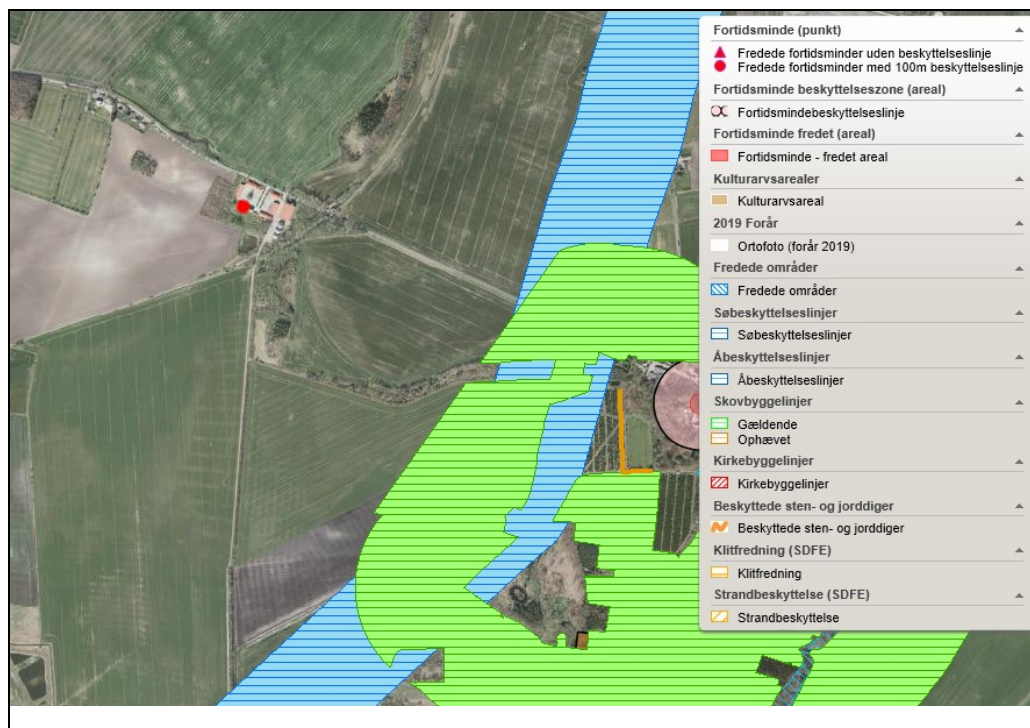 Fortidsminde (punkt)
Fredede fortidsminder uden beskyttelseslinje
Fredede fortidsminder med 100m beskyttelseslinje
Fortidsminde beskyttelseszone (areal)
Fortidsmindebeskyttelseslinje
Fortidsminde fredet (areal)
Fortidsminde - fredet areal
Kulturarvsarealer
Kulturarvsareal
2019 Forår
Ortofoto (forår 2019)
Fredede områder
Fredede områder
Søbeskyttelseslinjer
Søbeskyttelseslinjer
Åbeskyttelseslinjer
Åbeskyttelseslinjer
Skovbyggelinjer
Gældende
Ophævet
Kirkebyggelinjer
Kirkebyggelinjer
Beskyttede sten- og jorddiger
Beskyttede sten- og jorddiger
Klitfredning (SDFE)
Klitfredning
Strandbeskyttelse (SDFE)
Strandbeskyttelse